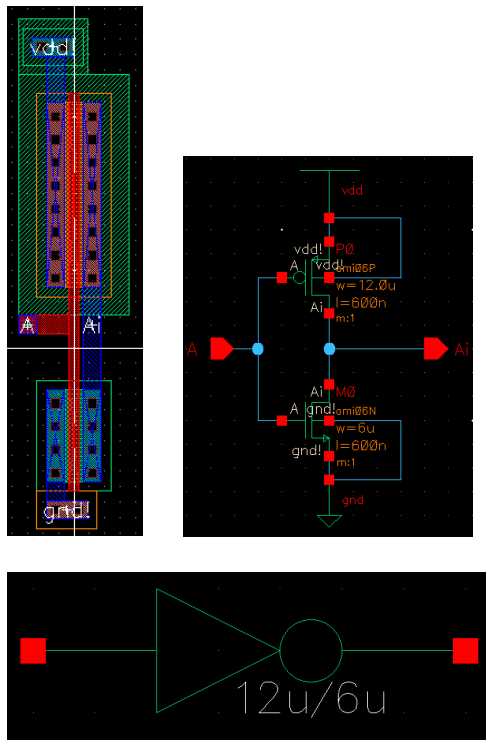 vdd!
A
Ai
gnd!
vdd
vdd!
P0
A
vdd!
ami06P
w=12.0u
l=600n
Ai
m:1
A
Ai
Ai
M0
A
gnd!
ami06N
w=6u
l=600n
gnd!
m:1
gnd
12u/6u